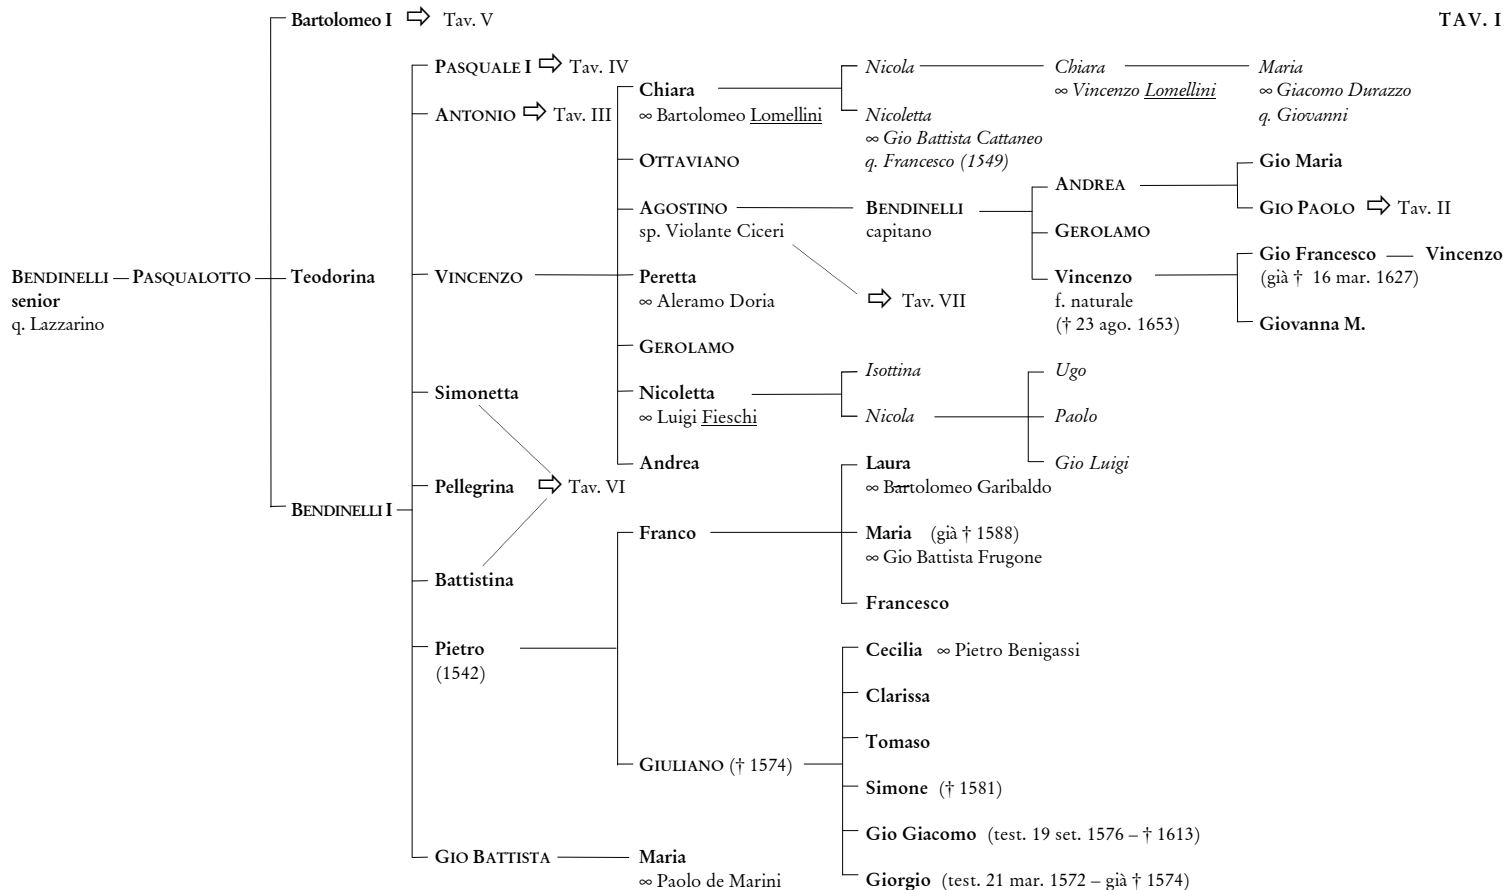 Bartolomeo I ⇨ Tav. V
TAV. I
PASQUALE I ⇨ Tav. IV
Nicola
Chiara
Maria
Chiara
∞ Vincenzo Lomellini
∞ Giacomo Durazzo
ANTONIO ⇨ Tav. III
∞ Bartolomeo Lomellini
Nicoletta
q. Giovanni
∞ Gio Battista Cattaneo
OTTAVIANO
q. Francesco (1549)
Gio Maria
ANDREA
AGOSTINO
BENDINELLI
GIO PAOLO ⇨ Tav. II
sp. Violante Ciceri
capitano
GEROLAMO
Gio Francesco
Vincenzo
BENDINELLI
PASQUALOTTO
Teodorina
VINCENZO
Peretta
Vincenzo
(già † 16 mar. 1627)
senior
∞ Aleramo Doria
⇨ Tav. VII
f. naturale
q. Lazzarino
(† 23 ago. 1653)
Giovanna M.
GEROLAMO
Isottina
Ugo
Simonetta
Nicoletta
∞ Luigi Fieschi
Nicola
Paolo
Andrea
Laura
Gio Luigi
Pellegrina
⇨ Tav. VI
∞ Bartolomeo Garibaldo
BENDINELLI I
Franco
Maria (già † 1588)
∞ Gio Battista Frugone
Battistina
Francesco
Pietro
Cecilia ∞ Pietro Benigassi
(1542)
Clarissa
Tomaso
GIULIANO († 1574)
Simone († 1581)
Gio Giacomo (test. 19 set. 1576 – † 1613)
GIO BATTISTA
Maria
∞ Paolo de Marini
Giorgio (test. 21 mar. 1572 – già † 1574)